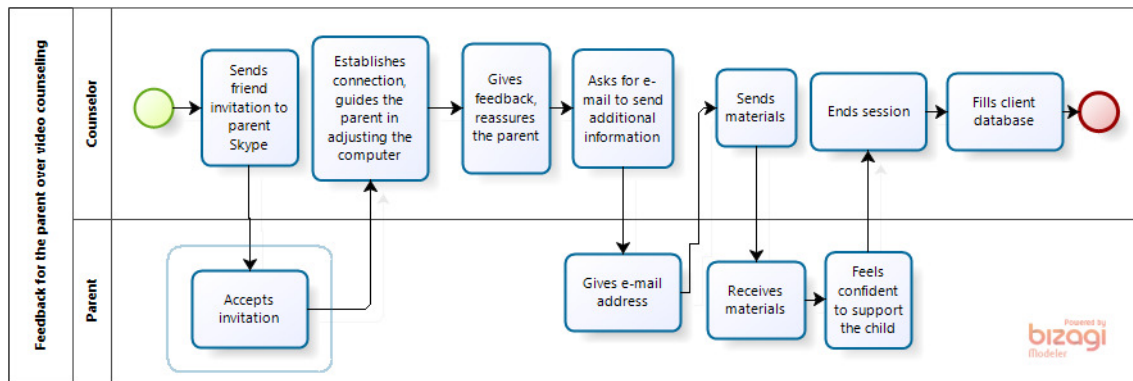 Feedback for the parent over video counseling
Counselor
Sends
friend
invitation to
parent
Skype
Establishes
connection,
guides the
parent in
adjusting the
computer
Gives
feedback,
reassures
the parent
Asks for e-
mail to send
additional
information
Sends
materials
Ends session
Fills client
database
Parent
Accepts
invitation
Gives e-mail
address
Receives
materials
Feels
confident
to support
the child
Powered by
bizagi
Modeler